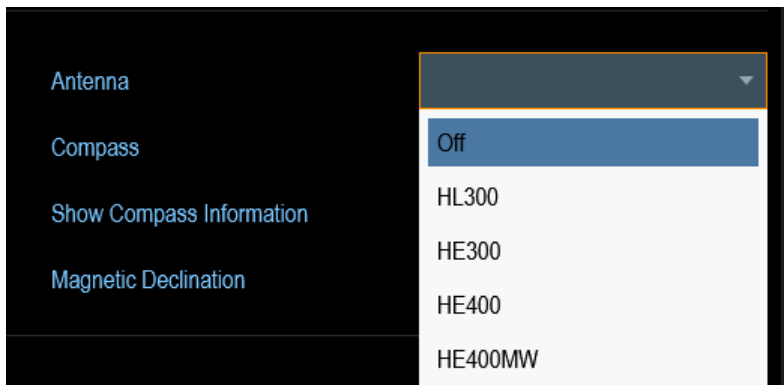 Antenna
Compass
Off
HL300
Show Compass Information
HE300
Magnetic Declination
HE400
HE400MW